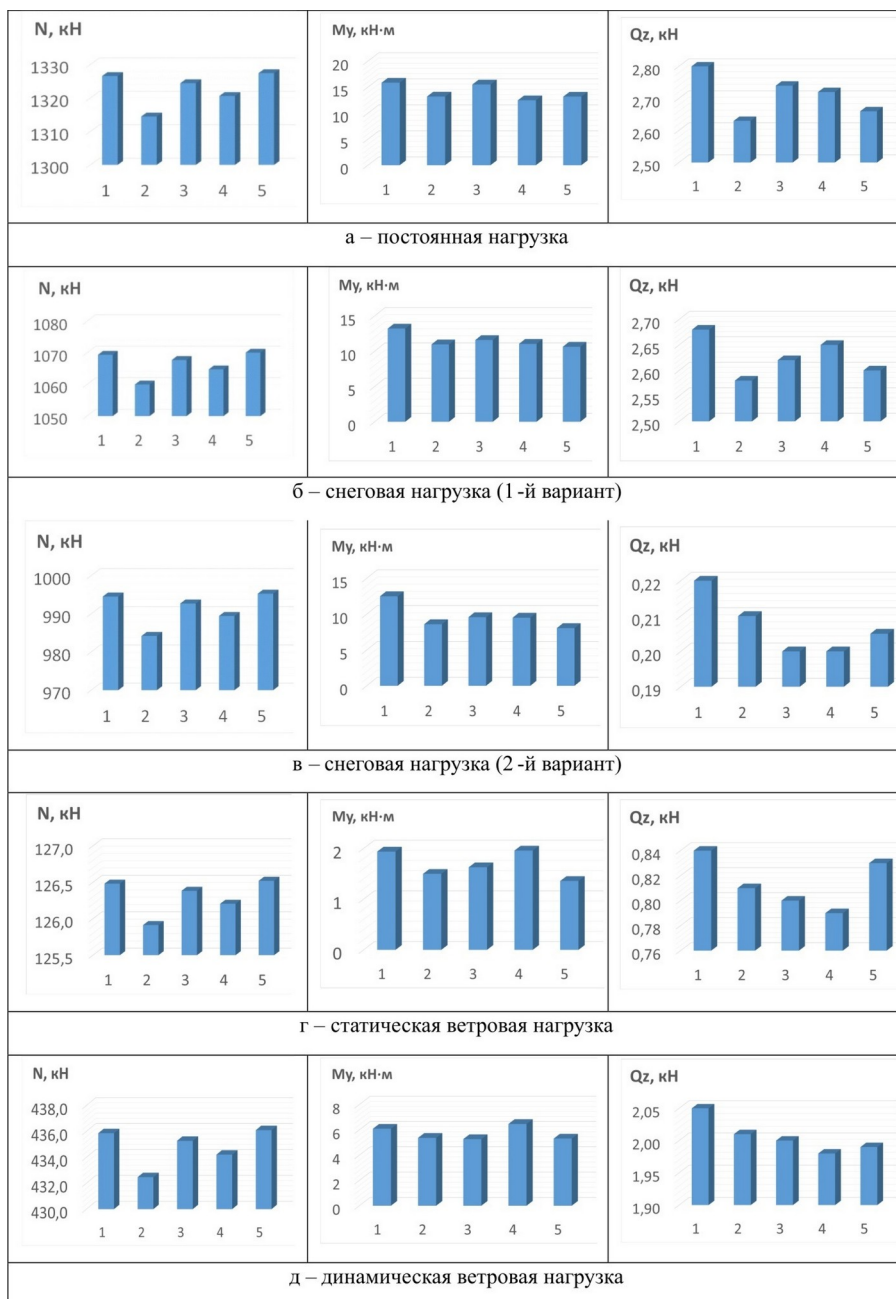 N, кН
1330
1320
1310
1300
1 2 3 4 5
My, кН·м
20
15
10
5
0
1 2 3 4 5
Qz, кН
2,80
2,70
2,60
2,50
1 2 3 4 5
а – постоянная нагрузка
N, кН
1080
1070
1060
1050
1 2 3 4 5
My, кН·м
15
10
5
0
1 2 3 4 5
Qz, кН
2,70
2,65
2,60
2,55
2,50
1 2 3 4 5
б – снеговая нагрузка (1-й вариант)
N, кН
1000
990
980
970
1 2 3 4 5
My, кН·м
15
10
5
0
1 2 3 4 5
Qz, кН
0,22
0,21
0,20
0,19
1 2 3 4 5
в – снеговая нагрузка (2-й вариант)
N, кН
127,0
126,5
126,0
125,5
1 2 3 4 5
My, кН·м
2
1
0
1 2 3 4 5
Qz, кН
0,84
0,82
0,80
0,78
0,76
1 2 3 4 5
г – статическая ветровая нагрузка
N, кН
438,0
436,0
434,0
432,0
430,0
1 2 3 4 5
My, кН·м
8
6
4
2
0
1 2 3 4 5
Qz, кН
2,05
2,00
1,95
1,90
1 2 3 4 5
д – динамическая ветровая нагрузка